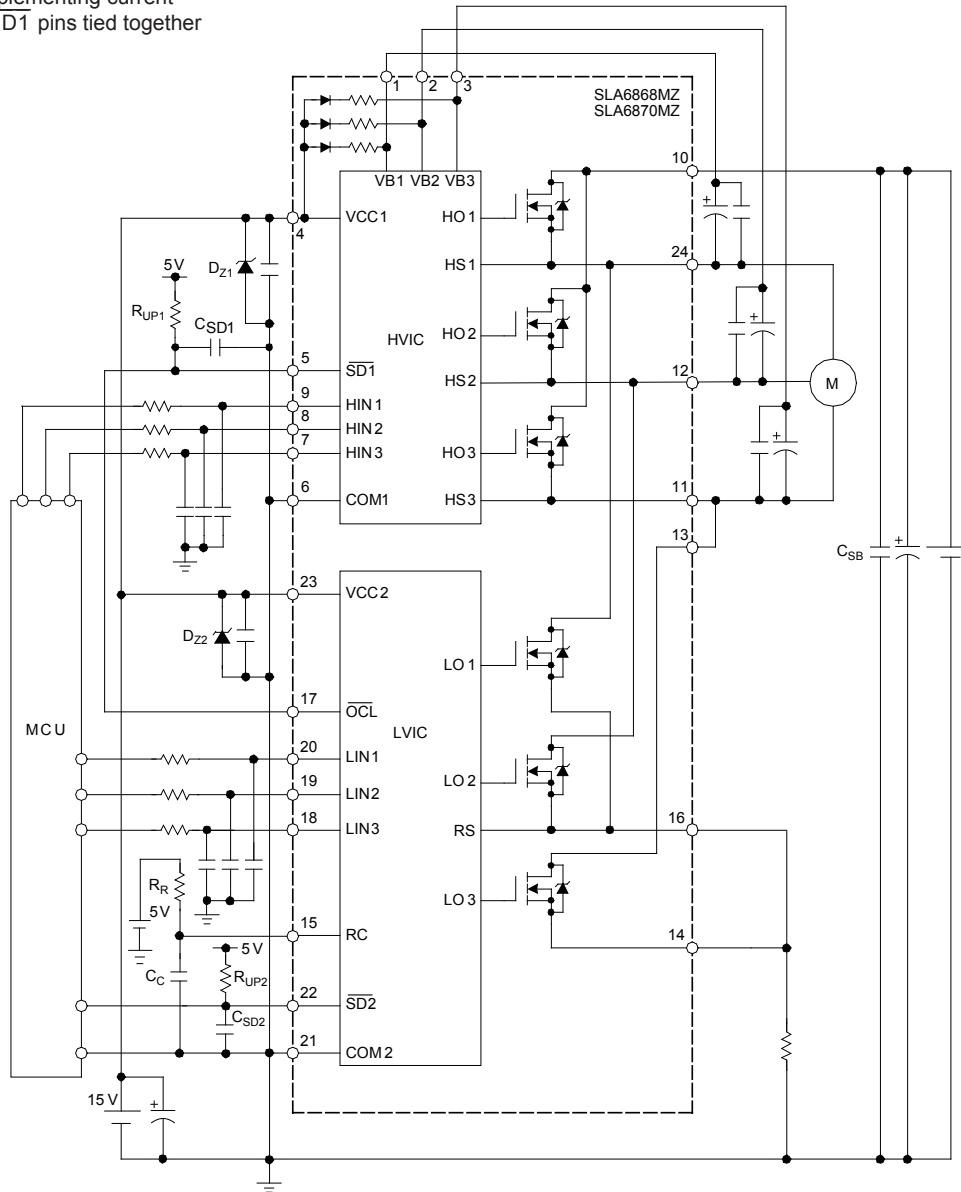 plementing current
SD1 pins tied together
1
2
3
SLA6868MZ
SLA6870MZ
10
VB1 VB2 VB3
VCC1
HO1
4
24
5V
DZ1
HS1
RUP1
CSD1
HO2
HVIC
5
SD1
HS2
12
M
9
HIN1
8
HIN2
7
HIN3
HO3
6
COM1
HS3
11
13
CSB
23
VCC2
DZ2
LO1
17
OCL
MCU
LVIC
20
LIN1
19
LIN2
LO2
18
LIN3
RS
16
RR
5V
LO3
15
RC
14
5V
CC
RUP2
22
SD2
CSD2
21
COM2
15V